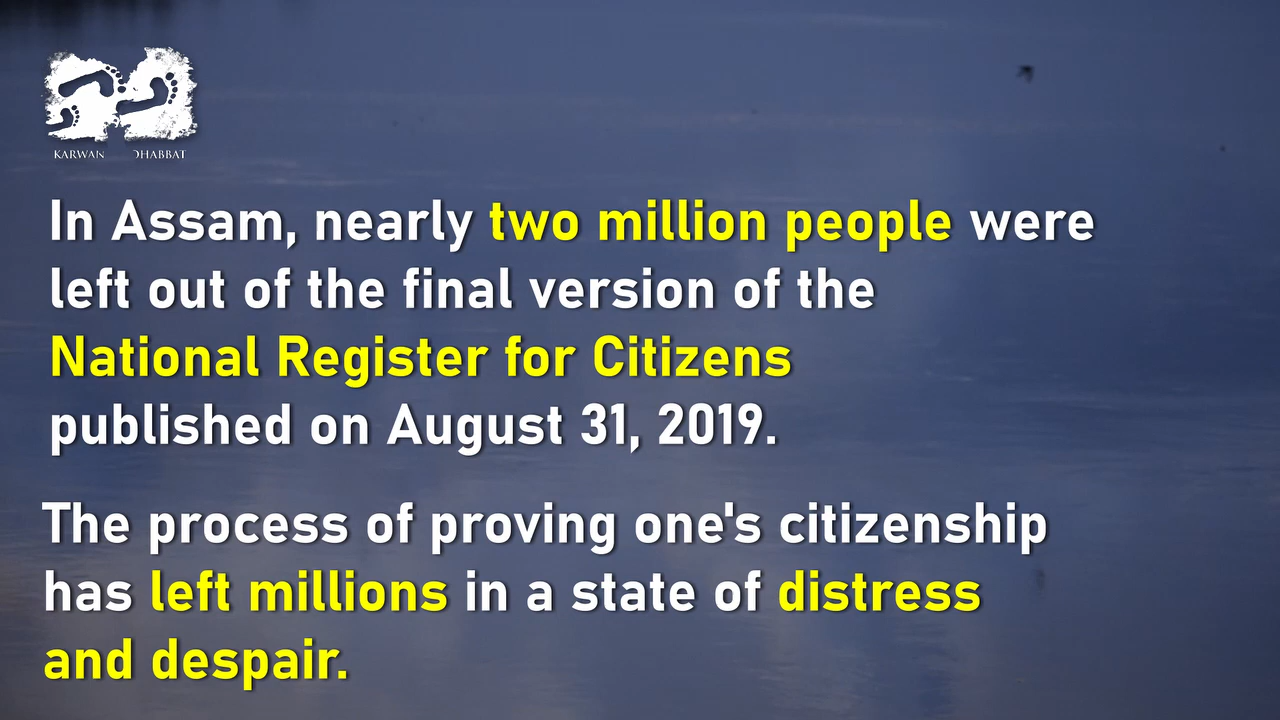 KARWAN
In Assam, nearly two million people were
left out of the final version of the
National Register for Citizens
published on August 31, 2019.
The process of proving one's citizenship
has left millions in a state of distress
and despair.